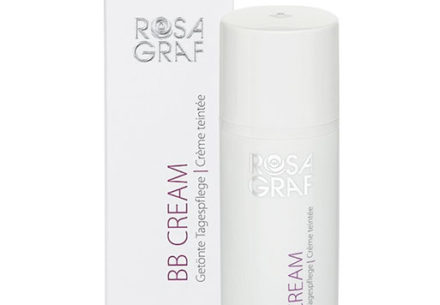 ROSA
GRAF
BB CREAM
Getönte Tagespflege | Crème teintée
ROSA
GRAF
CREAM
Tagespflege | Crème teintée